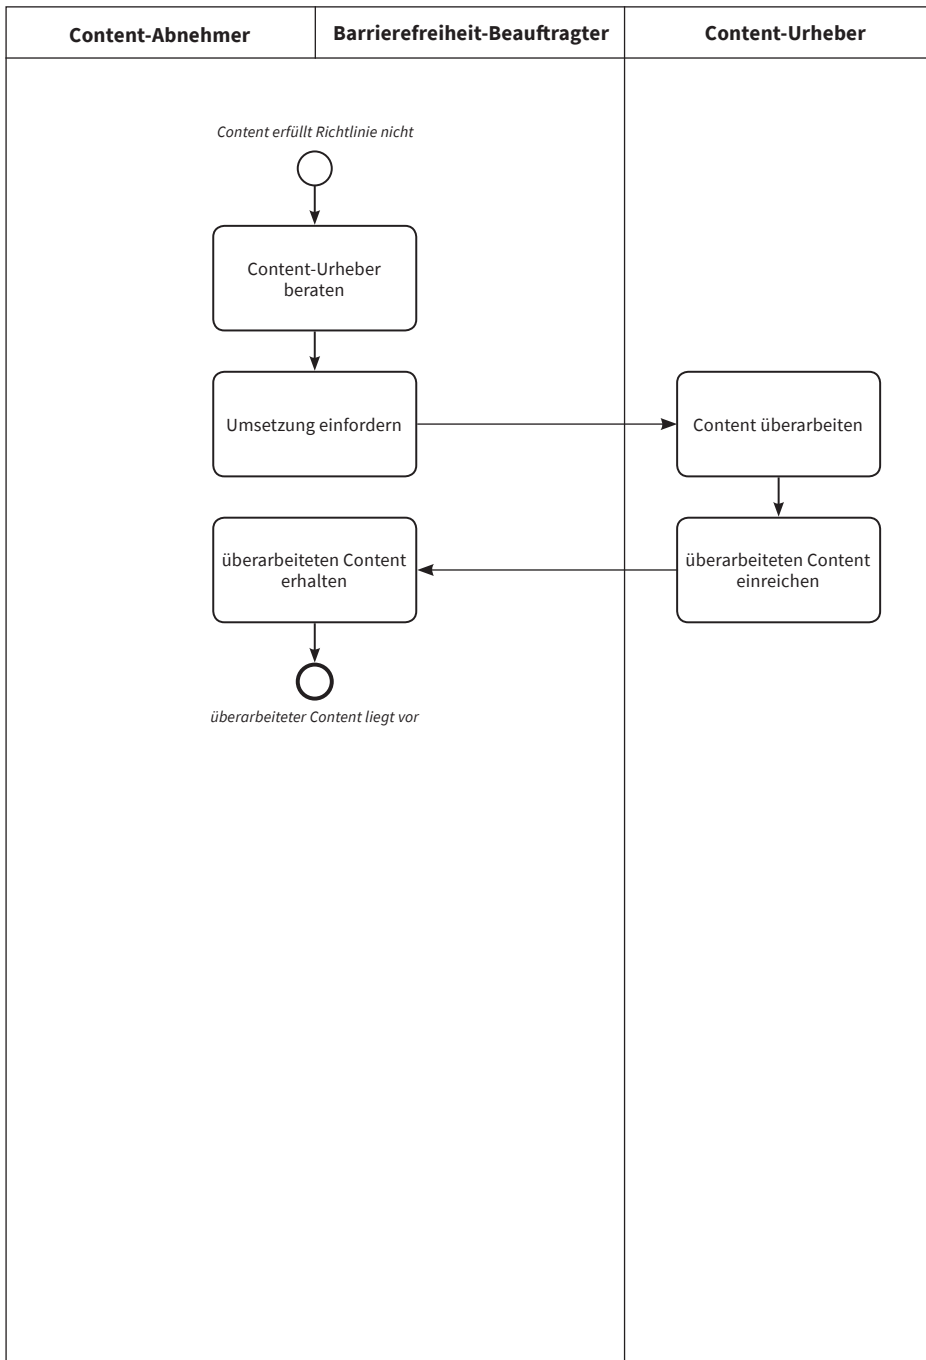 Content-Abnehmer
Barrierefreiheit-Beauftragter
Content-Urheber
Content erfüllt Richtlinie nicht
Content-Urheber
beraten
Umsetzung einfordern
Content überarbeiten
überarbeiteten Content
erhalten
überarbeiteten Content
einreichen
überarbeiteter Content liegt vor